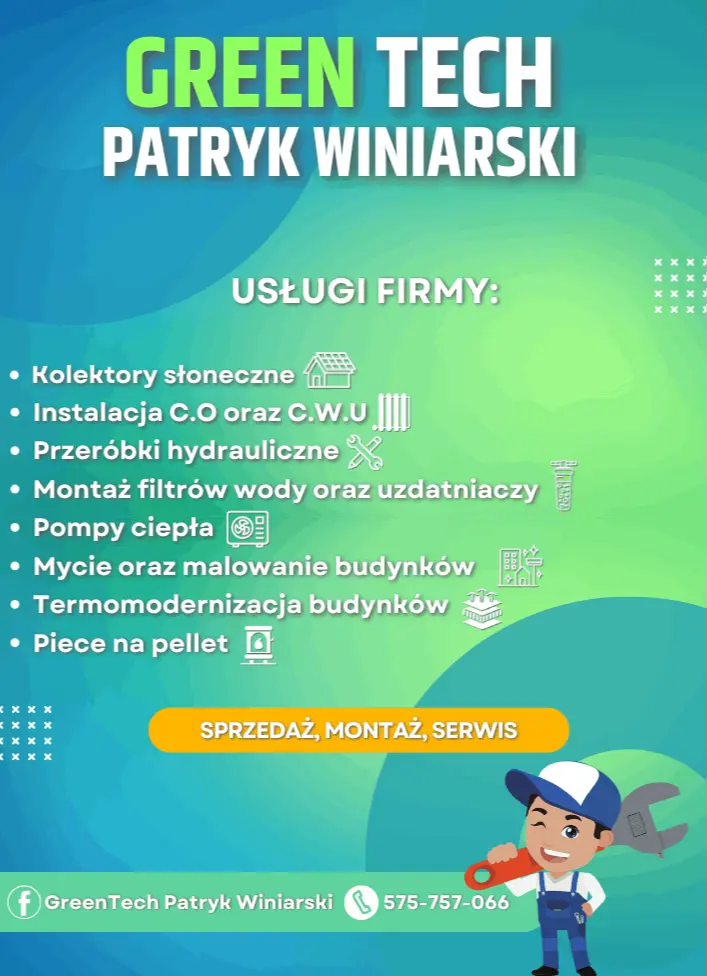 GREEN TECH
PATRYK WINIARSKI
USŁUGI FIRMY:
• Kolektory słoneczne
• Instalacja C.O oraz C.W.U
• Przeróbki hydrauliczne
• Montaż filtrów wody oraz uzdatniaczy
• Pompy ciepła
• Mycie oraz malowanie budynków
• Termomodernizacja budynków
• Piece na pellet
SPRZEDAŻ, MONTAŻ, SERWIS
GreenTech Patryk Winiarski 575-757-066